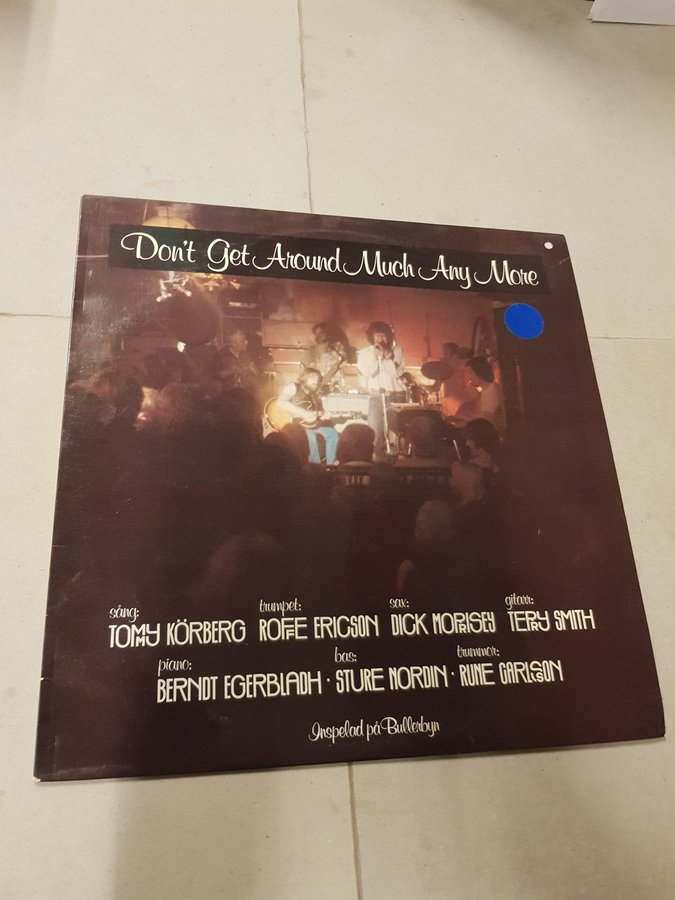 Don't Get Around Much Any More
sång: trumpet: sax: gitarr:
TOMMY KÖRBERG ROFFE ERICSON DICK MORRISEY TERRY SMITH
piano: bas: trummor:
BERNDT EGERBLADH · STURE NORDIN · RUNE CARLSSON
Inspelad på Bullerbyn